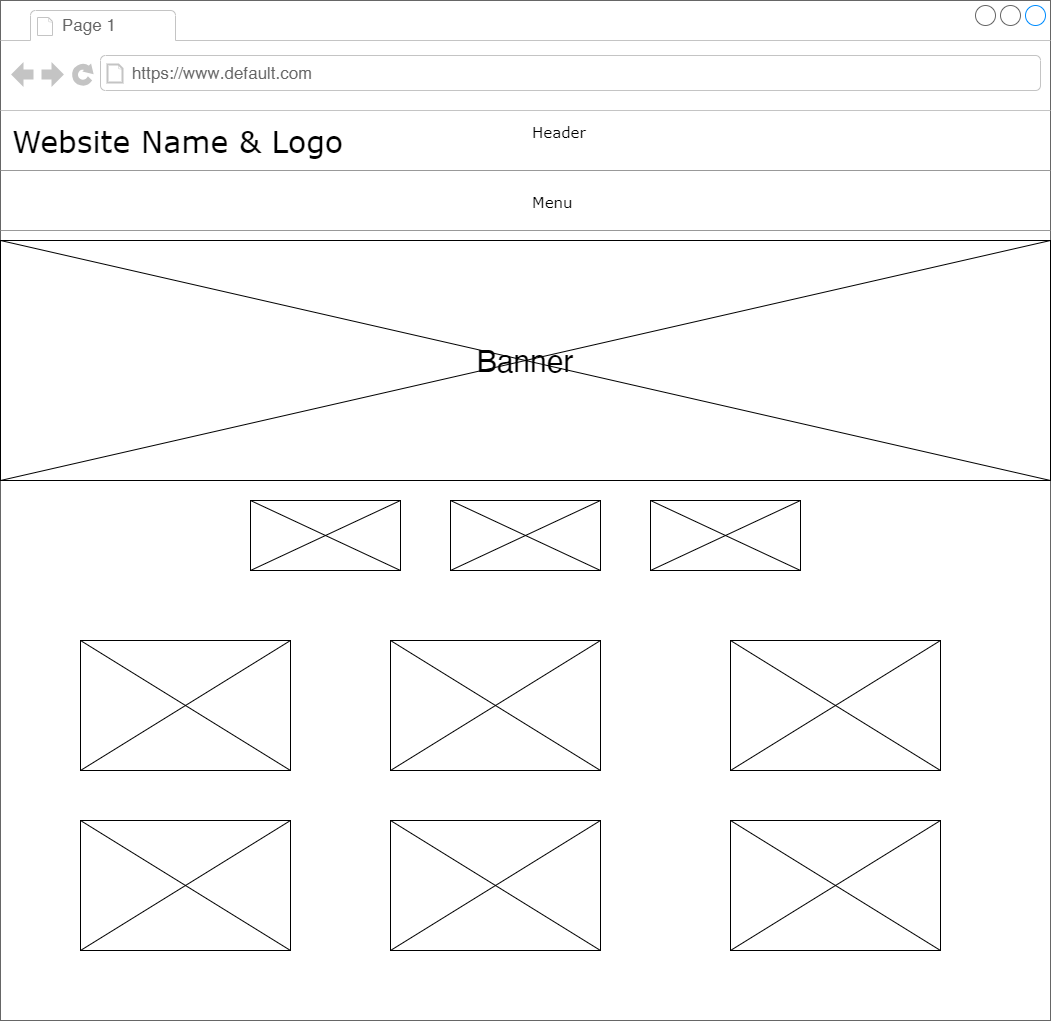 Page 1
https://www.default.com
Website Name & Logo
Header
Menu
Banner